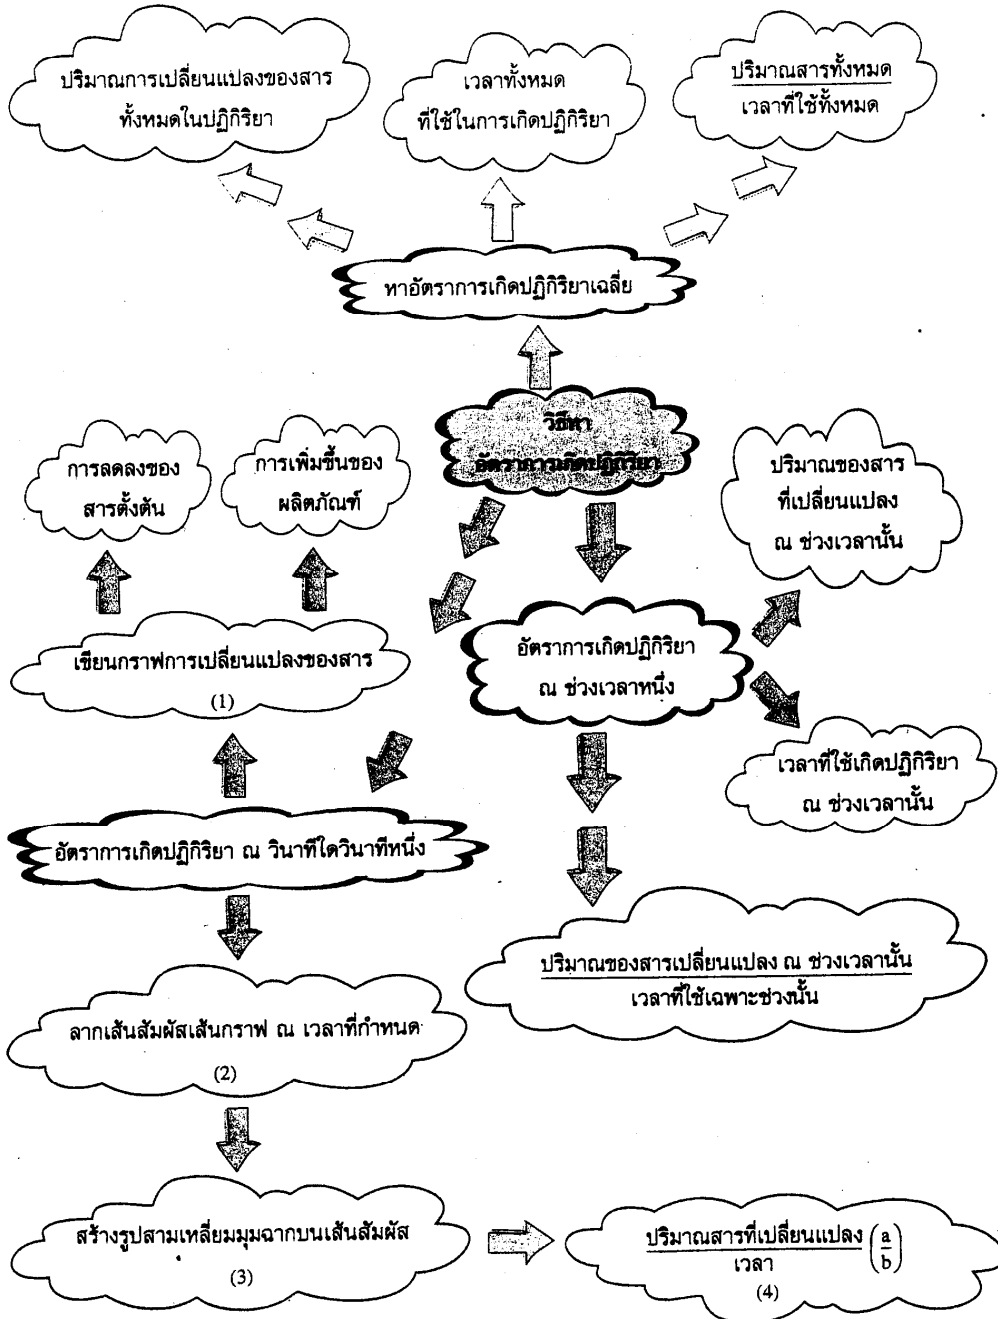 ปริมาณการเปลี่ยนแปลงของสาร
ทั้งหมดในปฏิกิริยา
เวลาทั้งหมด
ที่ใช้ในการเกิดปฏิกิริยา
ปริมาณสารทั้งหมด
เวลาที่ใช้ทั้งหมด
หาอัตราการเกิดปฏิกิริยาเฉลี่ย
วิธีหา
อัตราการเกิดปฏิกิริยา
การลดลงของ
สารตั้งต้น
การเพิ่มขึ้นของ
ผลิตภัณฑ์
ปริมาณของสาร
ที่เปลี่ยนแปลง
ณ ช่วงเวลานั้น
เขียนกราฟการเปลี่ยนแปลงของสาร
(1)
อัตราการเกิดปฏิกิริยา
ณ ช่วงเวลาหนึ่ง
เวลาที่ใช้เกิดปฏิกิริยา
ณ ช่วงเวลานั้น
อัตราการเกิดปฏิกิริยา ณ วินาทีใดวินาทีหนึ่ง
ปริมาณของสารเปลี่ยนแปลง ณ ช่วงเวลานั้น
เวลาที่ใช้เฉพาะช่วงนั้น
ลากเส้นสัมผัสเส้นกราฟ ณ เวลาที่กำหนด
(2)
สร้างรูปสามเหลี่ยมมุมฉากบนเส้นสัมผัส
(3)
ปริมาณสารที่เปลี่ยนแปลง (a
เวลา b)
(4)